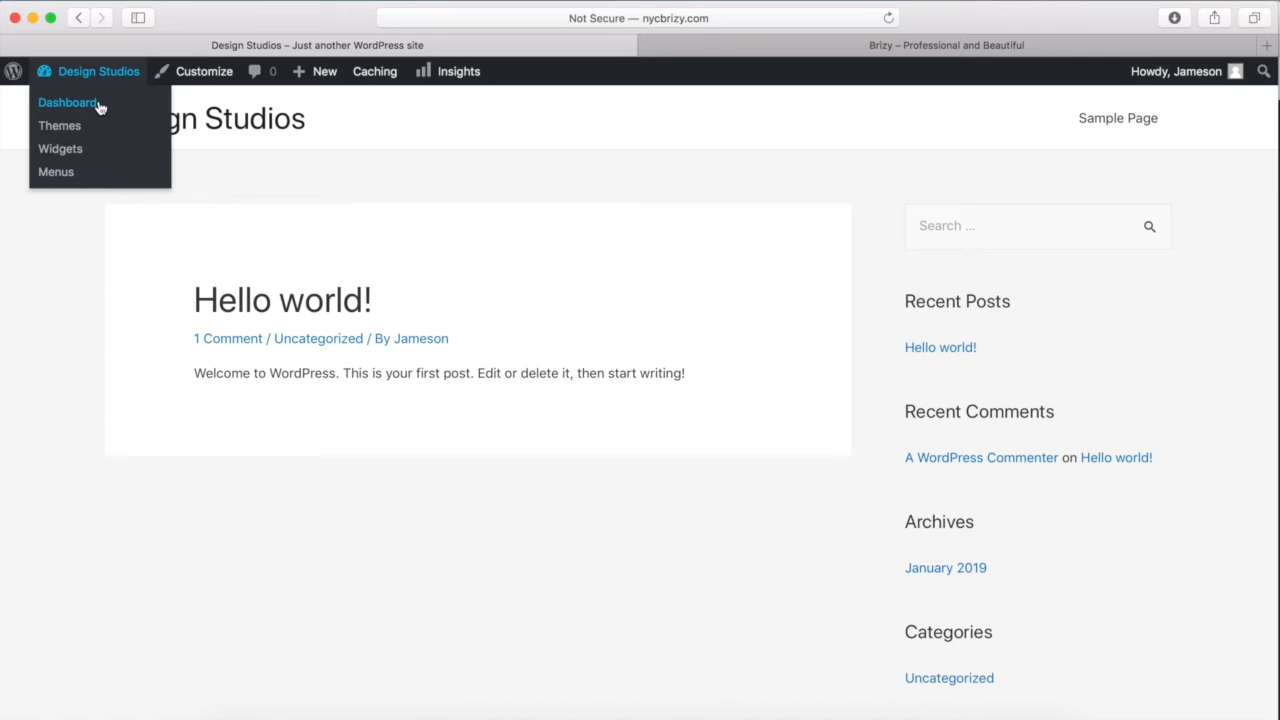 Not Secure — nycbrizy.com
Design Studios – Just another WordPress site
Brizy – Professional and Beautiful
Design Studios
Customize
0
New
Caching
Insights
Howdy, Jameson
Dashboard
Themes
Widgets
Menus
gn Studios
Sample Page
Hello world!
1 Comment / Uncategorized / By Jameson
Welcome to WordPress. This is your first post. Edit or delete it, then start writing!
Search ...
Recent Posts
Hello world!
Recent Comments
A WordPress Commenter on Hello world!
Archives
January 2019
Categories
Uncategorized